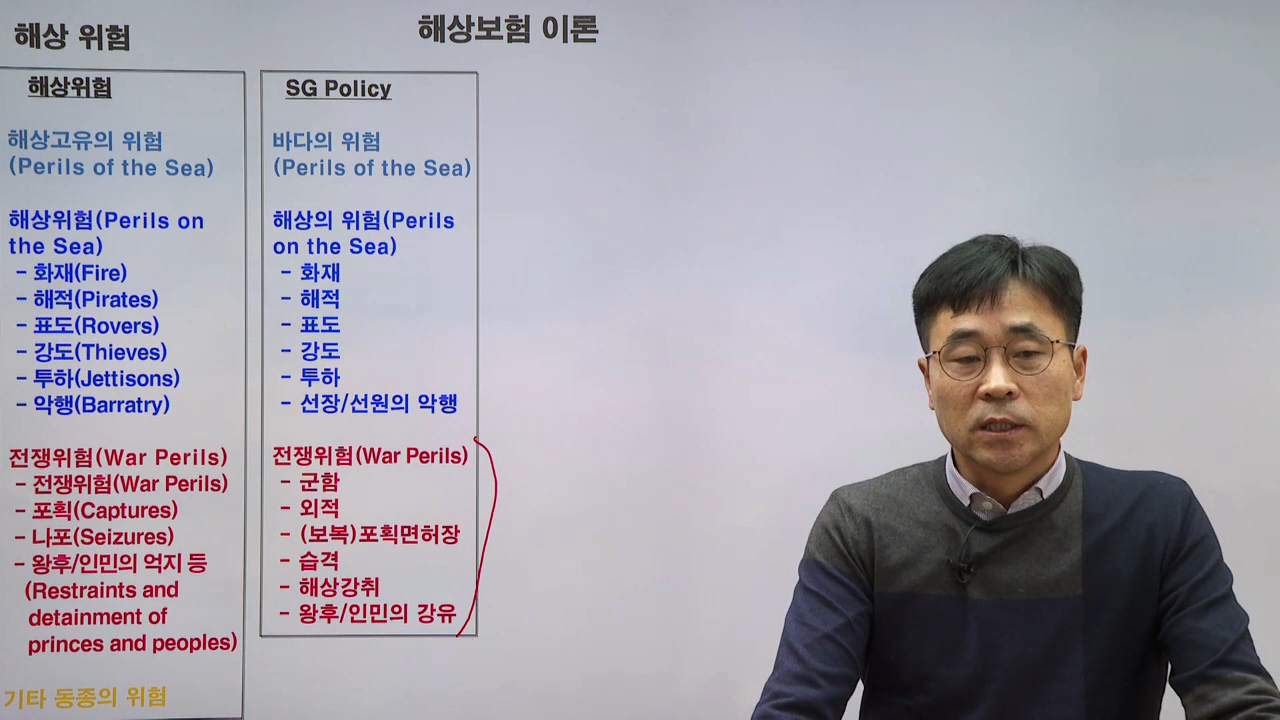 해상 위험
해상보험 이론
해상위험
해상고유의 위험
(Perils of the Sea)
해상위험(Perils on
the Sea)
- 화재(Fire)
- 해적(Pirates)
- 표도(Rovers)
- 강도(Thieves)
- 투하(Jettisons)
- 악행(Barratry)
전쟁위험(War Perils)
- 전쟁위험(War Perils)
- 포획(Captures)
- 나포(Seizures)
- 왕후/인민의 억지 등
(Restraints and
detainment of
princes and peoples)
기타 동종의 위험
SG Policy
바다의 위험
(Perils of the Sea)
해상의 위험(Perils
on the Sea)
- 화재
- 해적
- 표도
- 강도
- 투하
- 선장/선원의 악행
전쟁위험(War Perils)
- 군함
- 외적
- (보복)포획면허장
- 습격
- 해상강취
- 왕후/인민의 강유